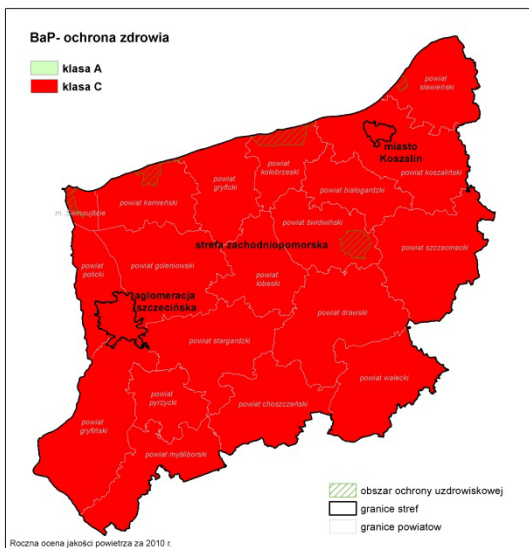 BaP- ochrona zdrowia
klasa A
klasa C
powiat
sławieński
miasto
Koszalin
powiat
kołobrzeski
powiat
gryficki
powiat koszaliński
powiat białogardzki
m. Świnoujście
powiat kamieński
powiat świdwiński
strefa zachodniopomorska
powiat szczecinecki
powiat
policki
powiat goleniowski
powiat
łobeski
aglomeracja
szczecińska
powiat drawski
powiat stargardzki
powiat wałecki
powiat
pyrzycki
powiat choszczeński
powiat
gryfiński
powiat myśliborski
obszar ochrony uzdrowiskowej
granice stref
granice powiatow
Roczna ocena jakości powietrza za 2010 r.